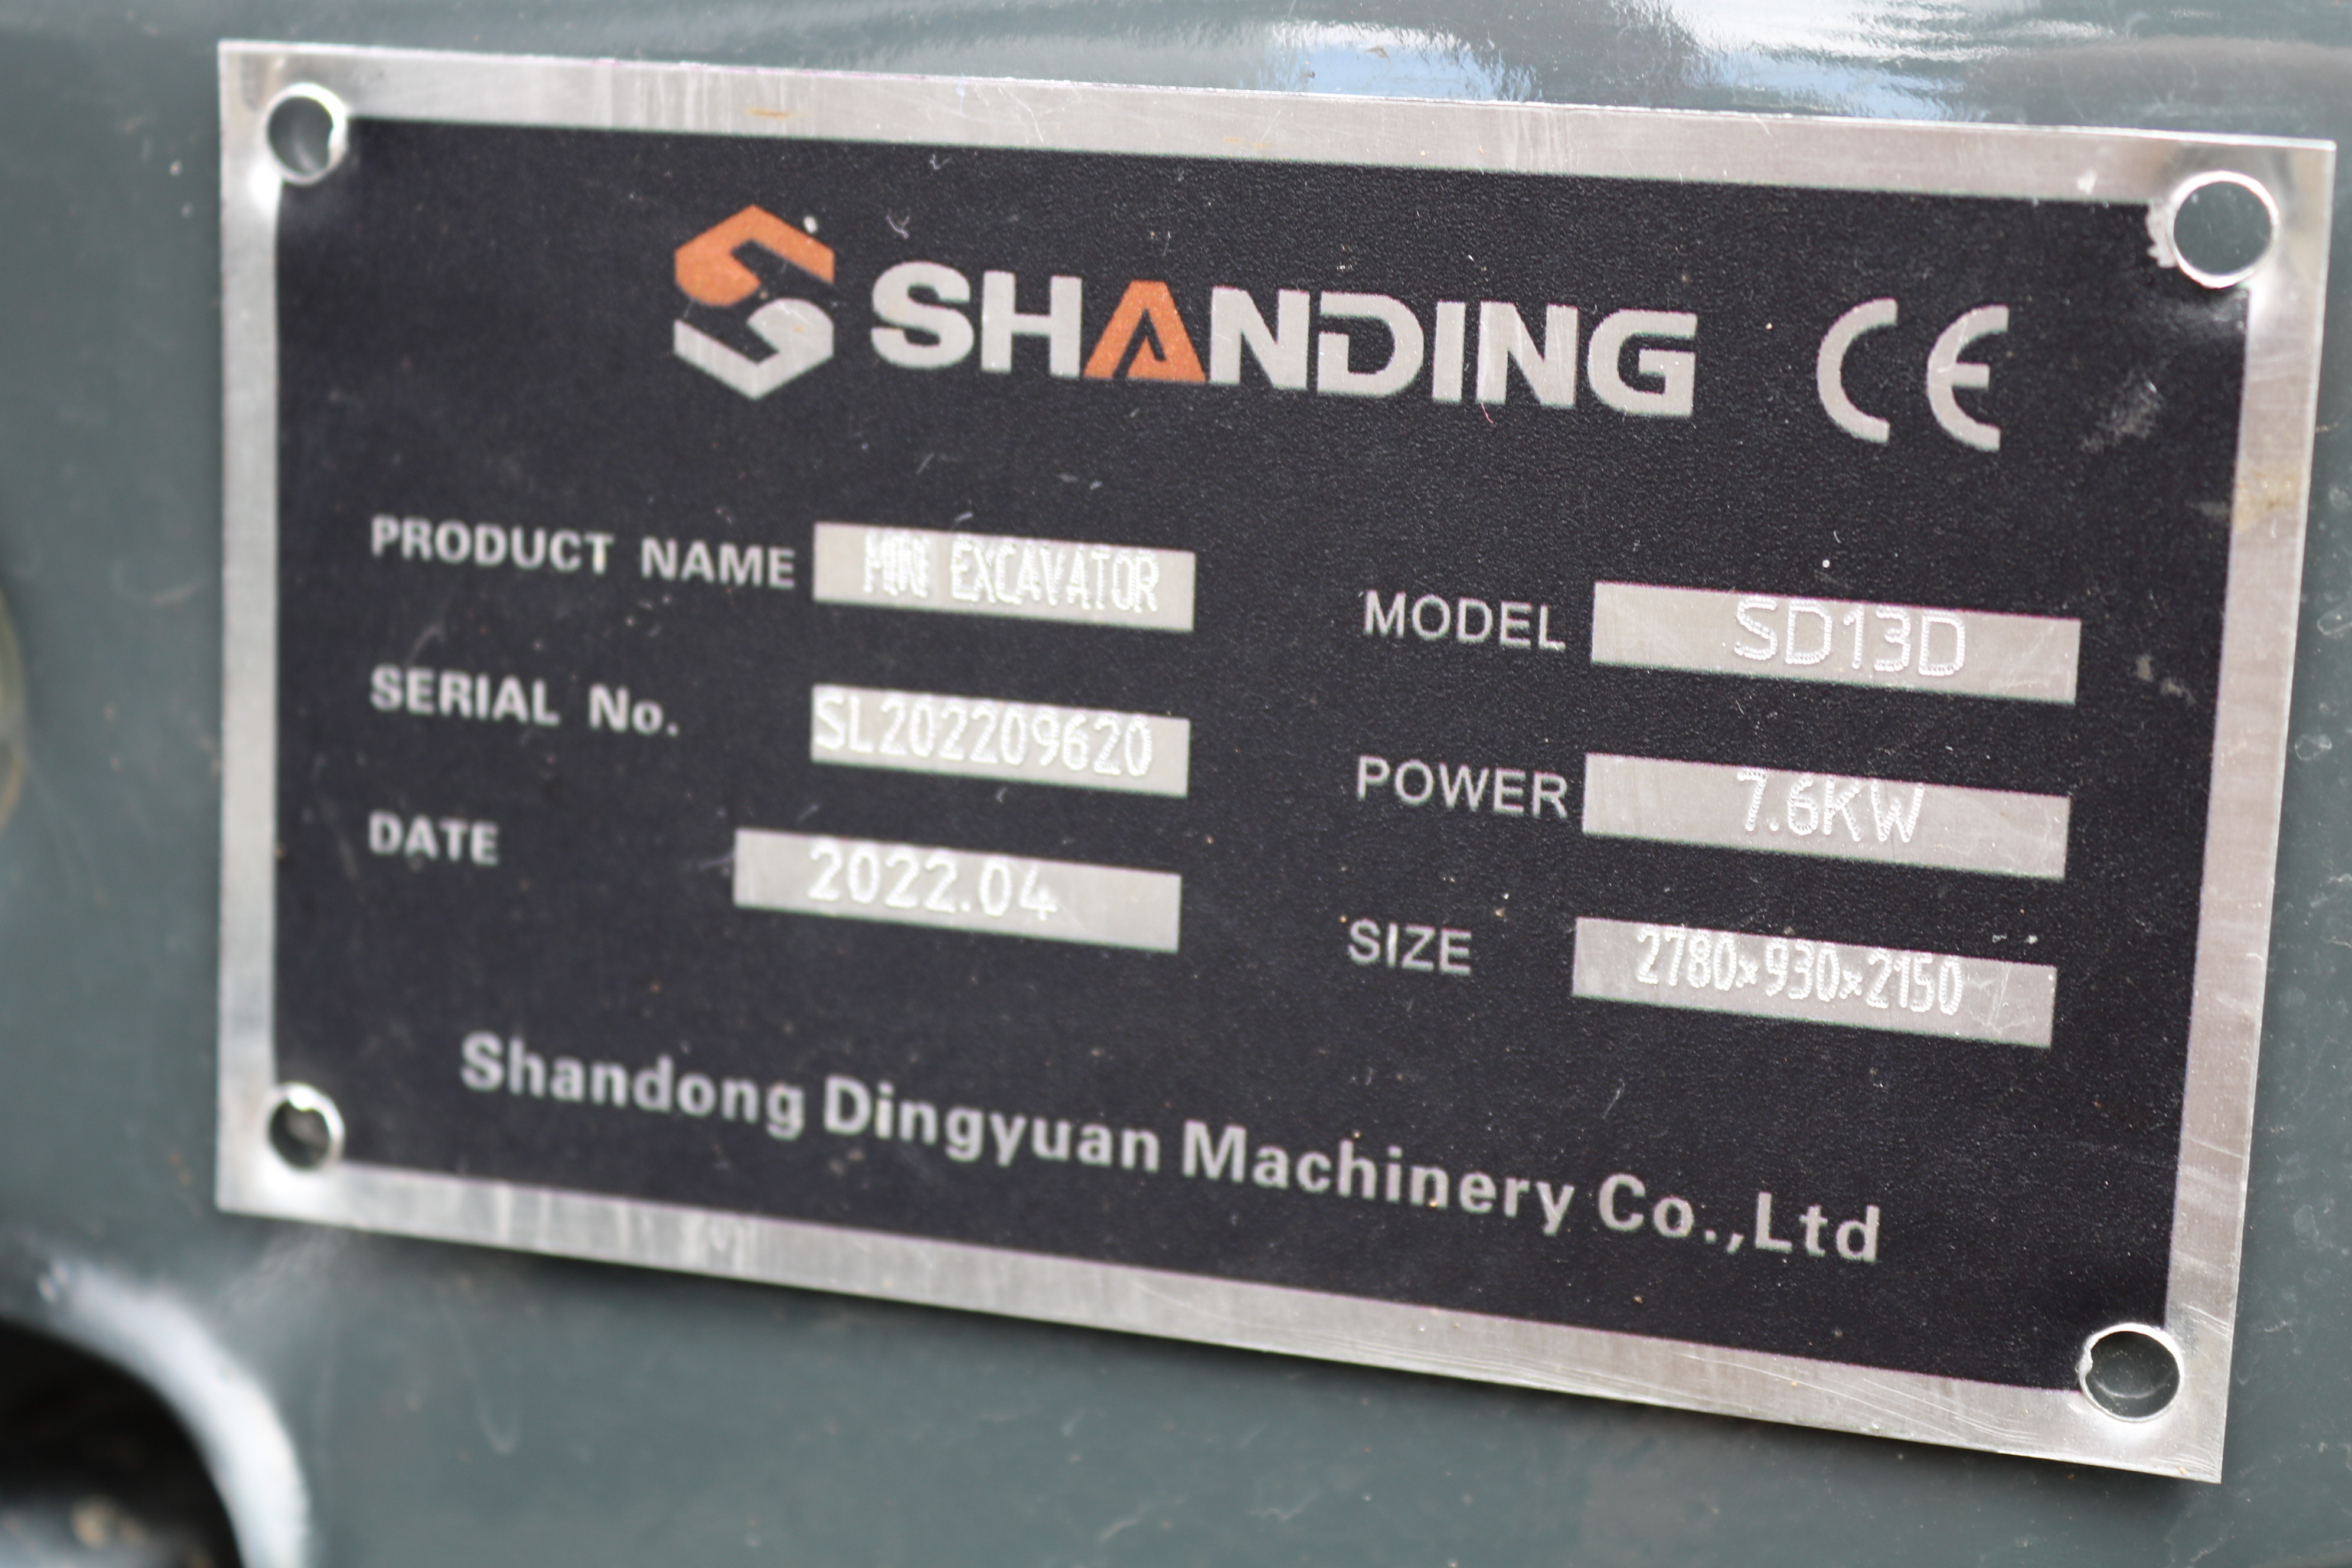 SHANDING CE
PRODUCT NAME MINI EXCAVATOR
MODEL SD13D
SERIAL No. SL202209620
POWER 7.6KW
DATE 2022.04
SIZE 2780×930×2150
Shandong Dingyuan Machinery Co.,Ltd